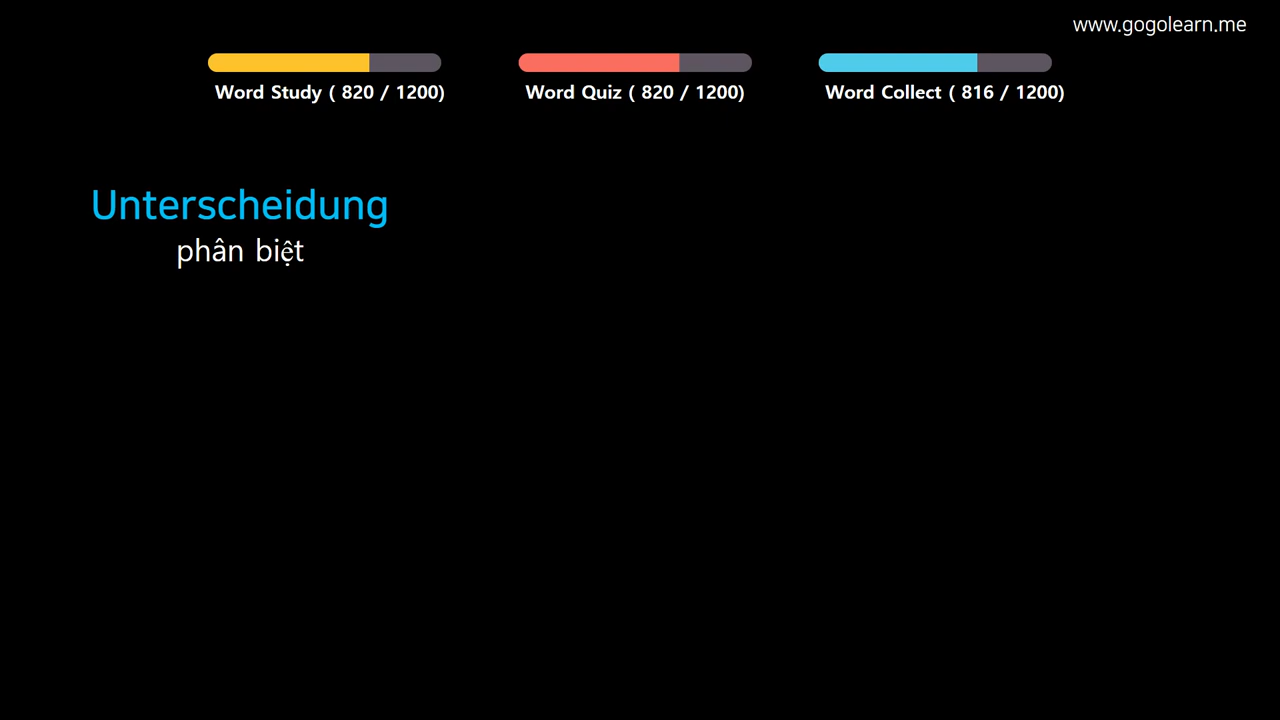 www.gogolearn.me
Word Study ( 820 / 1200)
Word Quiz ( 820 / 1200)
Word Collect ( 816 / 1200)
Unterscheidung
phân biệt